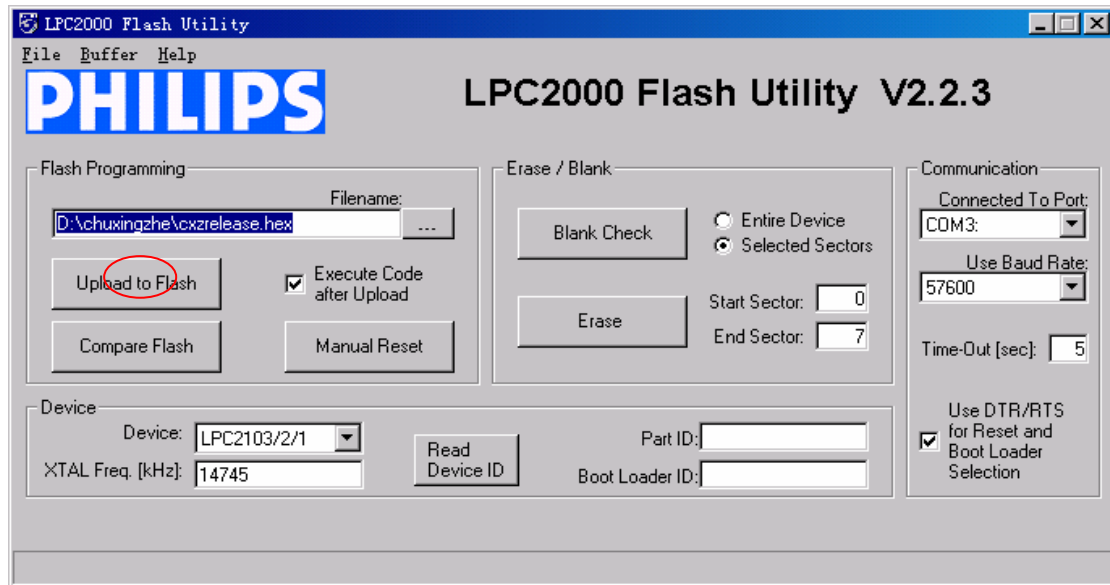 LPC2000 Flash Utility
File Buffer Help
PHILIPS
LPC2000 Flash Utility V2.2.3
Flash Programming
Filename:
D:\chuxingzhe\cxzrelease.hex
...
Upload to Flash
Execute Code
after Upload
Compare Flash
Manual Reset
Erase / Blank
Blank Check
Entire Device
Selected Sectors
Erase
Start Sector: 0
End Sector: 7
Communication
Connected To Port:
COM3:
Use Baud Rate:
57600
Time-Out [sec]: 5
Use DTR/RTS
for Reset and
Boot Loader
Selection
Device
Device: LPC2103/2/1
XTAL Freq. [kHz]: 14745
Read
Device ID
Part ID:
Boot Loader ID: